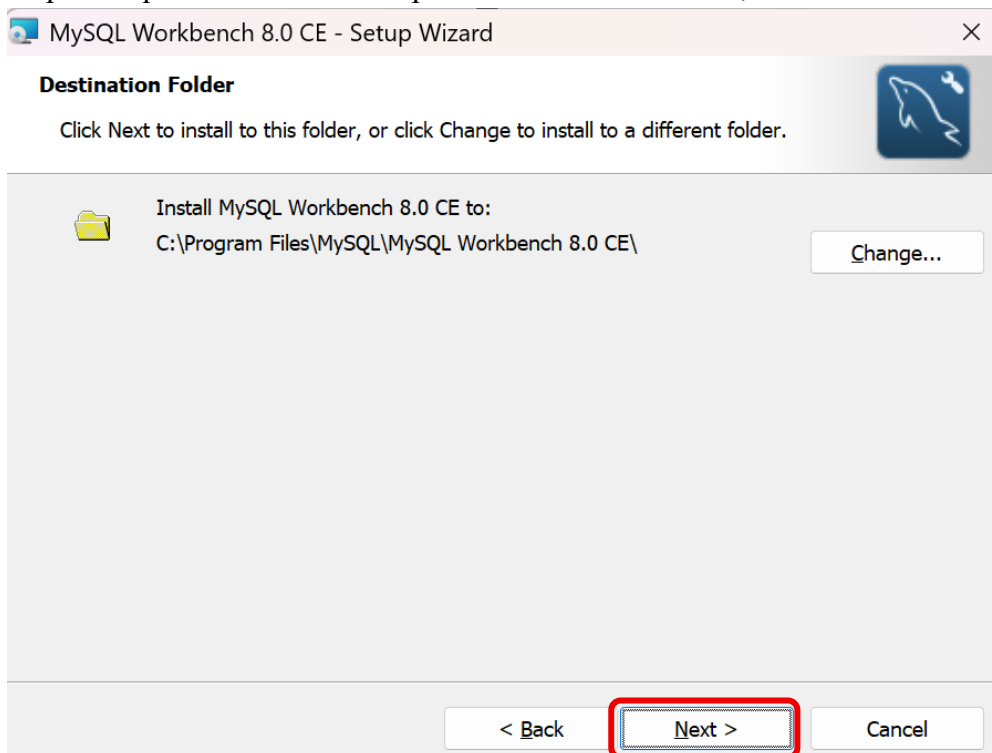 MySQL Workbench 8.0 CE - Setup Wizard
Destination Folder
Click Next to install to this folder, or click Change to install to a different folder.
Install MySQL Workbench 8.0 CE to:
C:\Program Files\MySQL\MySQL Workbench 8.0 CE\
Change...
< Back
Next >
Cancel